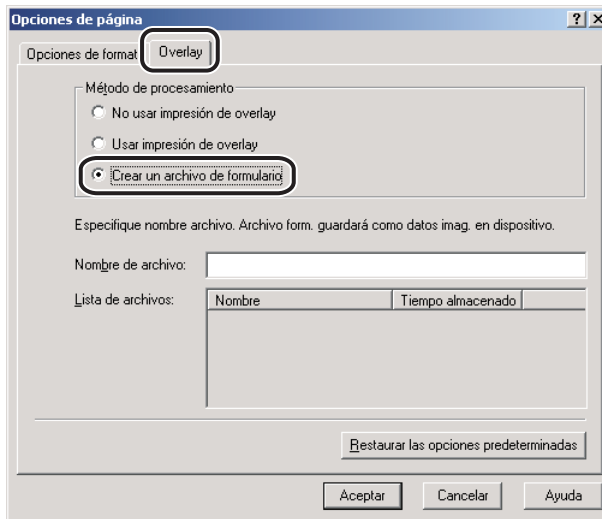 Opciones de página
Opciones de format Overlay
Método de procesamiento
No usar impresión de overlay
Usar impresión de overlay
Crear un archivo de formulario
Especifique nombre archivo. Archivo form. guardará como datos imag. en dispositivo.
Nombre de archivo:
Lista de archivos: Nombre Tiempo almacenado
Restaurar las opciones predeterminadas
Aceptar Cancelar Ayuda